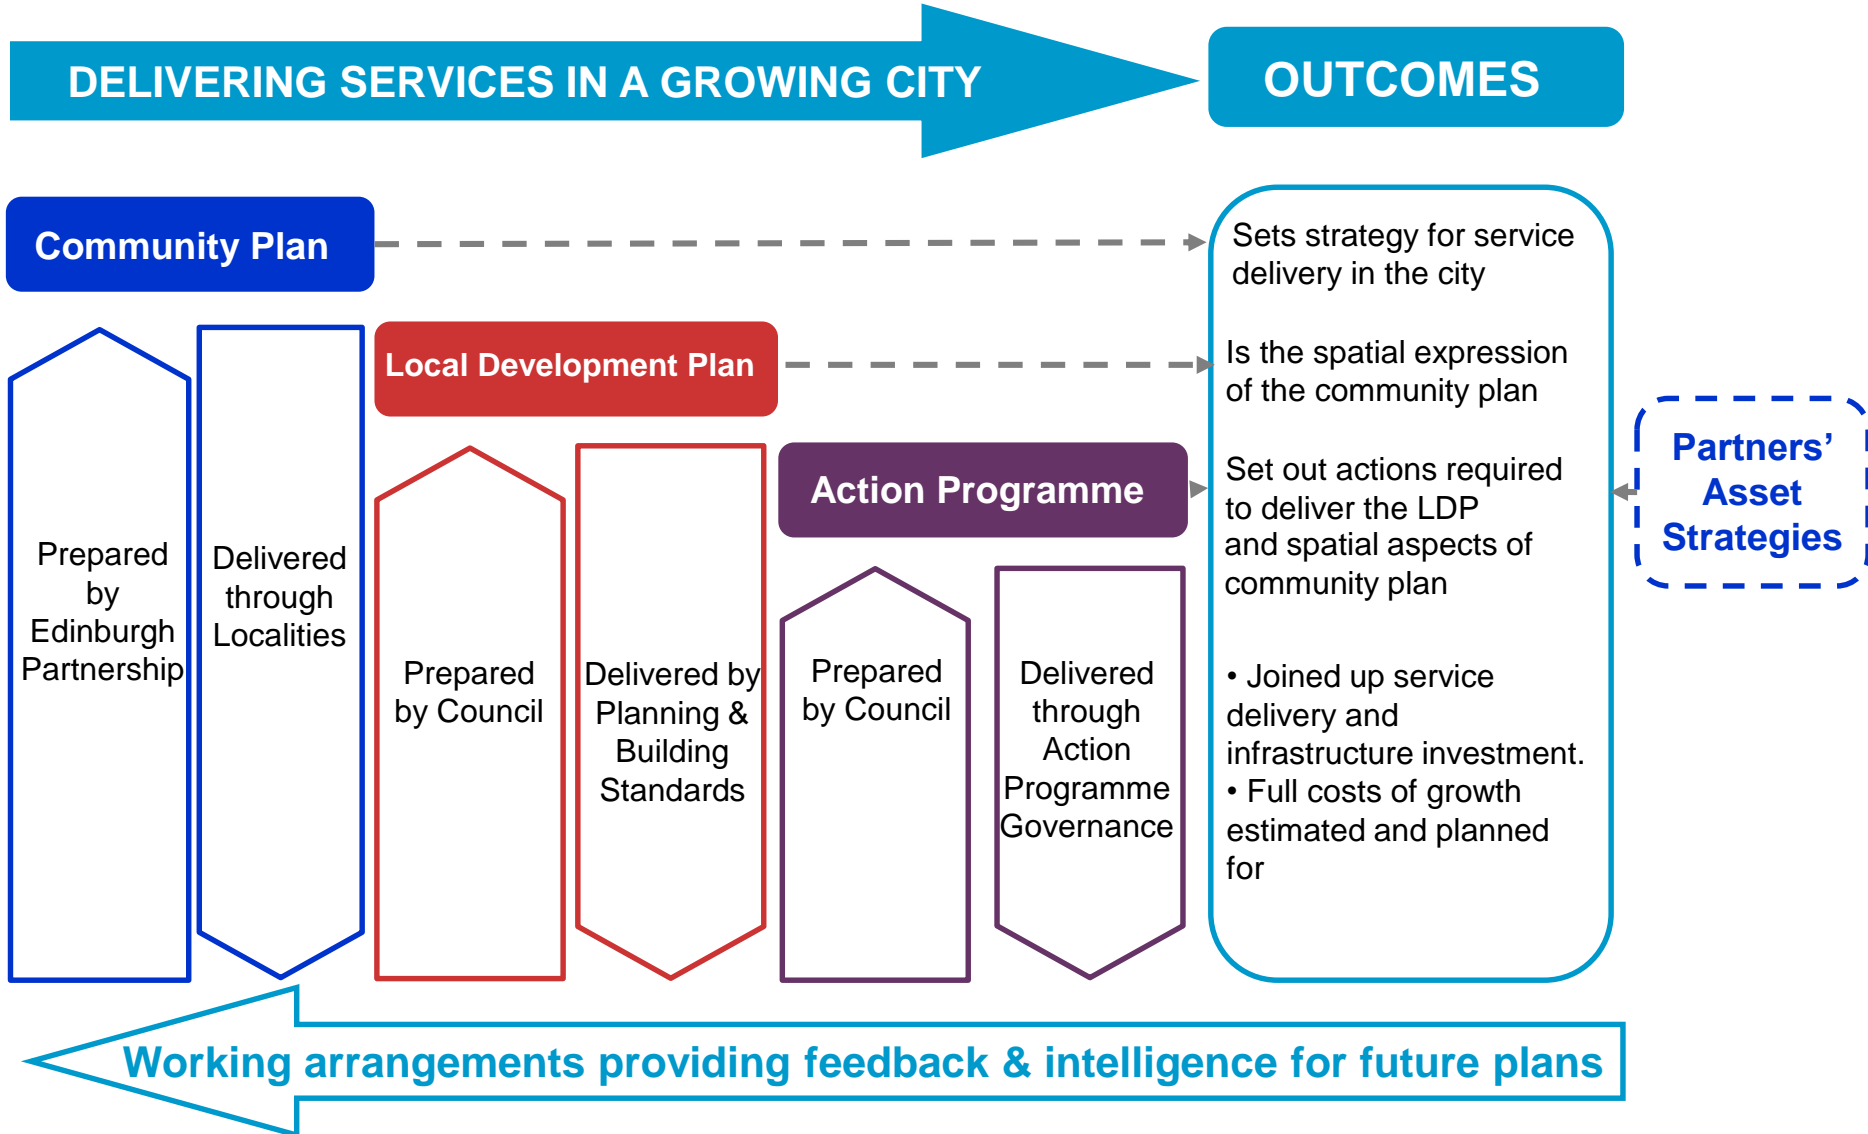 DELIVERING SERVICES IN A GROWING CITY
OUTCOMES
Community Plan
Sets strategy for service
delivery in the city
Local Development Plan
Is the spatial expression
of the community plan
Action Programme
Set out actions required
to deliver the LDP
and spatial aspects of
community plan
Partners’
Asset
Strategies
Prepared
by
Edinburgh
Partnership
Delivered
through
Localities
Prepared
by Council
Delivered by
Planning &
Building
Standards
Prepared
by Council
Delivered
through
Action
Programme
Governance
• Joined up service
delivery and
infrastructure investment.
• Full costs of growth
estimated and planned
for
Working arrangements providing feedback & intelligence for future plans